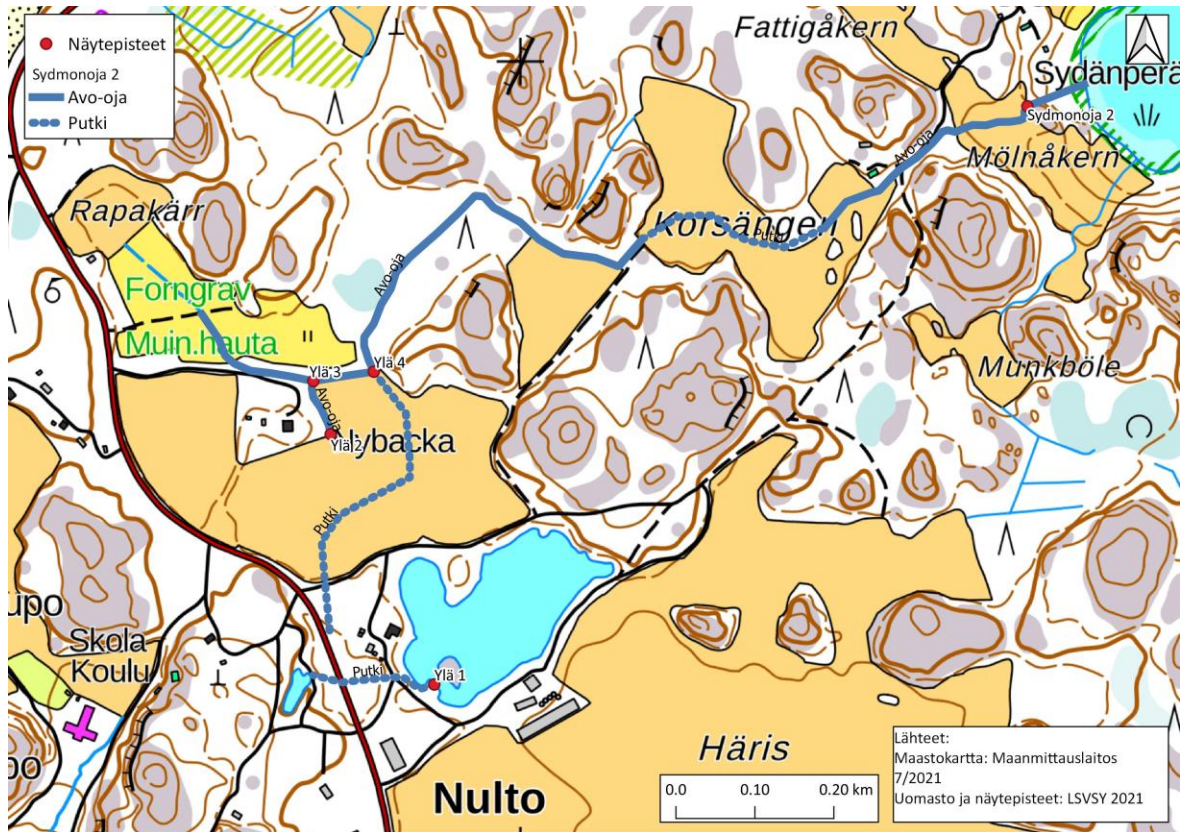 Näytepisteet
Sydmonoja 2
Avo-oja
Putki
Fattigåkern
Sydänperä
Sydmonoja 2
Mölnåkern
Avo-oja
Rapakärr
Korsängen
Putki
Avo-oja
Forngrav
Muin.hauta
Ylä 4
Ylä 3
Avo-oja
Ylä 2
Munkböle
Putki
Skola
Koulu
Putki
Ylä 1
Häris
Nulto
0.0 0.10 0.20 km
Lähteet:
Maastokartta: Maanmittauslaitos
7/2021
Uomasto ja näytepisteet: LSVSY 2021